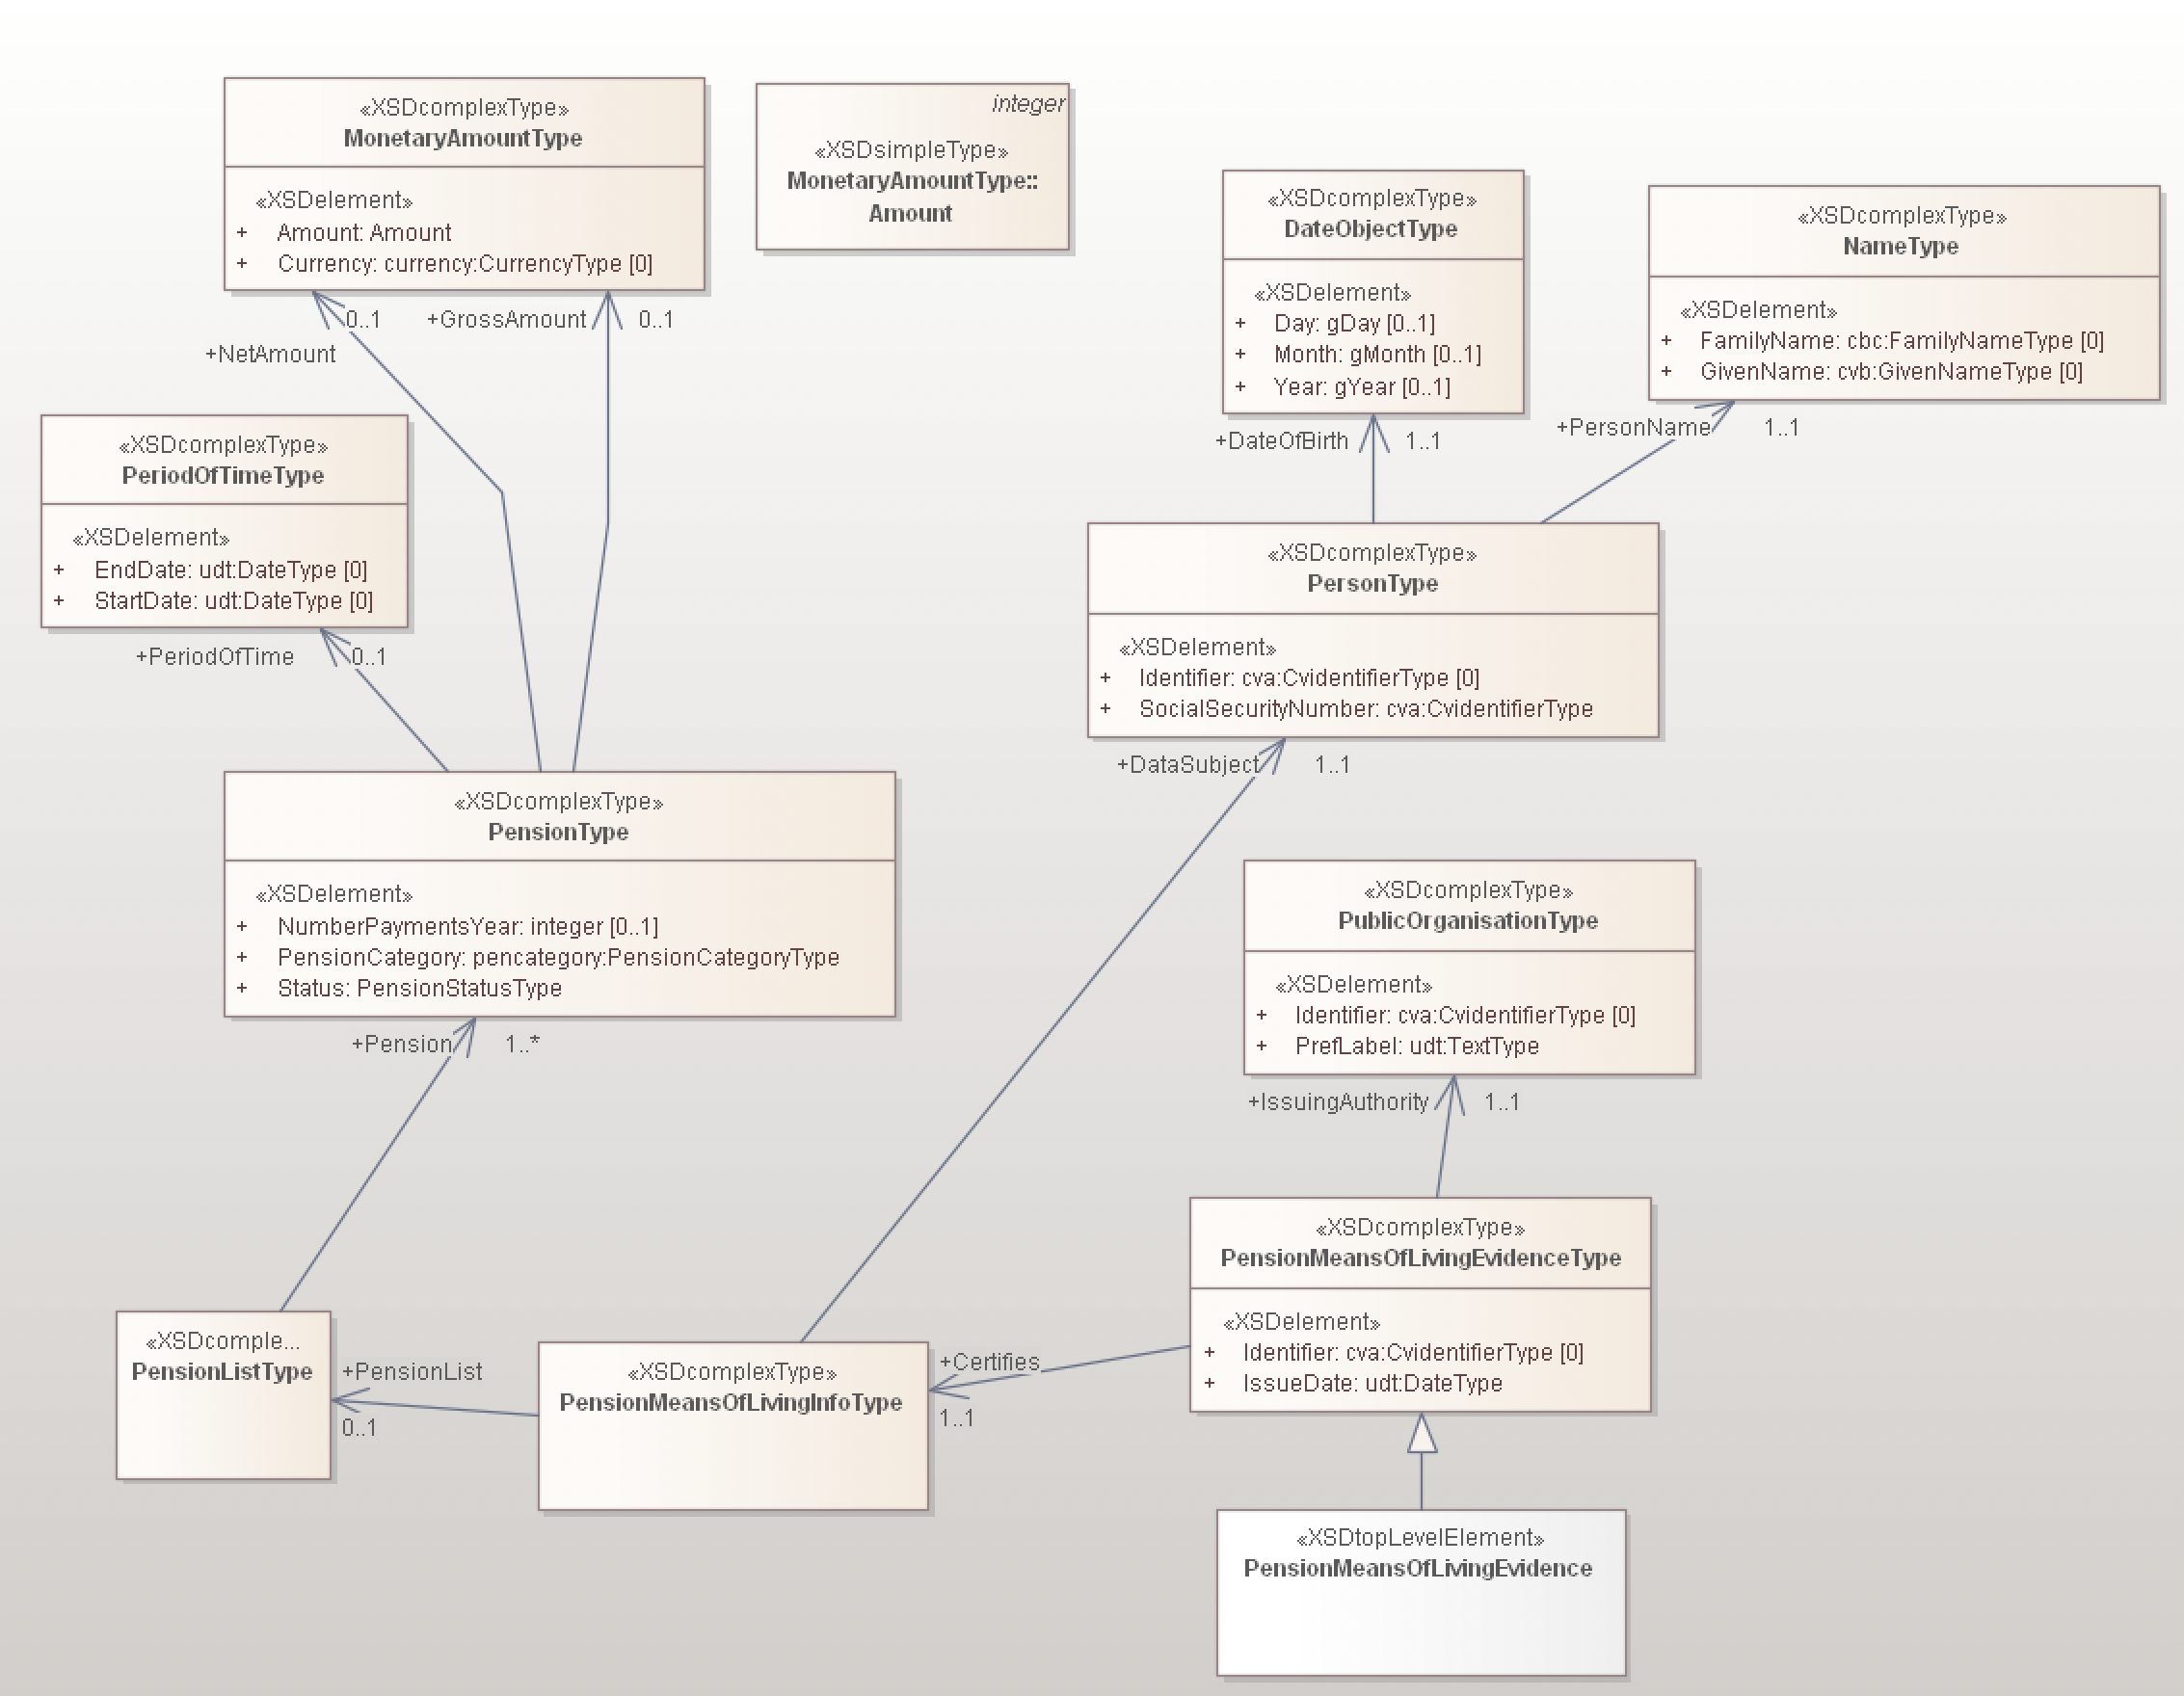 «XSDcomplexType»
MonetaryAmountType
«XSDelement»
+ Amount: Amount
+ Currency: currency:CurrencyType [0]
integer
«XSDsimpleType»
MonetaryAmountType::
Amount
«XSDcomplexType»
DateObjectType
«XSDelement»
+ Day: gDay [0..1]
+ Month: gMonth [0..1]
+ Year: gYear [0..1]
«XSDcomplexType»
NameType
«XSDelement»
+ FamilyName: cbc:FamilyNameType [0]
+ GivenName: cvb:GivenNameType [0]
0..1
+GrossAmount
0..1
+NetAmount
+DateOfBirth
1..1
+PersonName
1..1
«XSDcomplexType»
PeriodOfTimeType
«XSDelement»
+ EndDate: udt:DateType [0]
+ StartDate: udt:DateType [0]
+PeriodOfTime
0..1
«XSDcomplexType»
PersonType
«XSDelement»
+ Identifier: cva:CvidentifierType [0]
+ SocialSecurityNumber: cva:CvidentifierType
+DataSubject
1..1
«XSDcomplexType»
PensionType
«XSDelement»
+ NumberPaymentsYear: integer [0..1]
+ PensionCategory: pencategory:PensionCategoryType
+ Status: PensionStatusType
+Pension
1..*
«XSDcomplexType»
PublicOrganisationType
«XSDelement»
+ Identifier: cva:CvidentifierType [0]
+ PrefLabel: udt:TextType
+IssuingAuthority
1..1
«XSDcomplexType»
PensionMeansOfLivingEvidenceType
«XSDelement»
+ Identifier: cva:CvidentifierType [0]
+ IssueDate: udt:DateType
«XSDcomple...
PensionListType
+PensionList
0..1
«XSDcomplexType»
PensionMeansOfLivingInfoType
+Certifies
1..1
«XSDtopLevelElement»
PensionMeansOfLivingEvidence